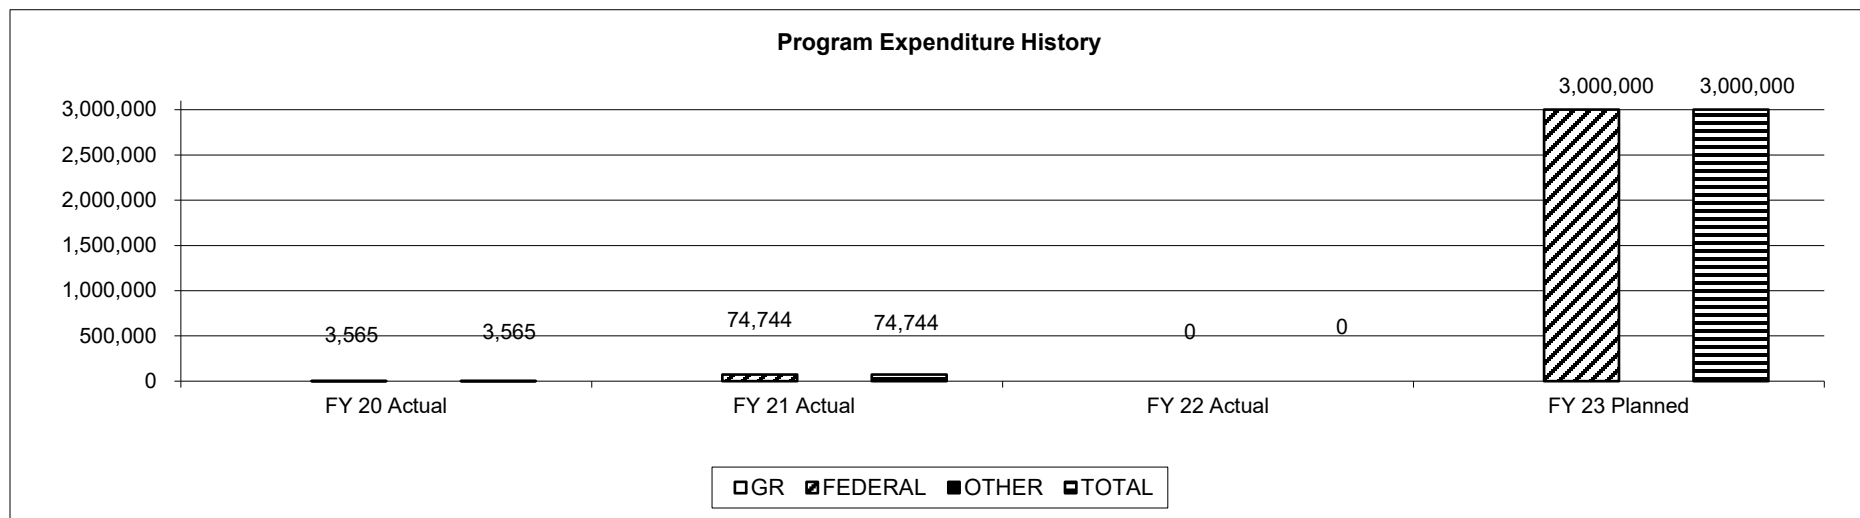 Program Expenditure History
3,000,000 3,000,000
3,000,000
2,500,000
2,000,000
1,500,000
1,000,000
500,000
0
3,565 3,565 74,744 74,744 0 0
FY 20 Actual FY 21 Actual FY 22 Actual FY 23 Planned
GR FEDERAL OTHER TOTAL